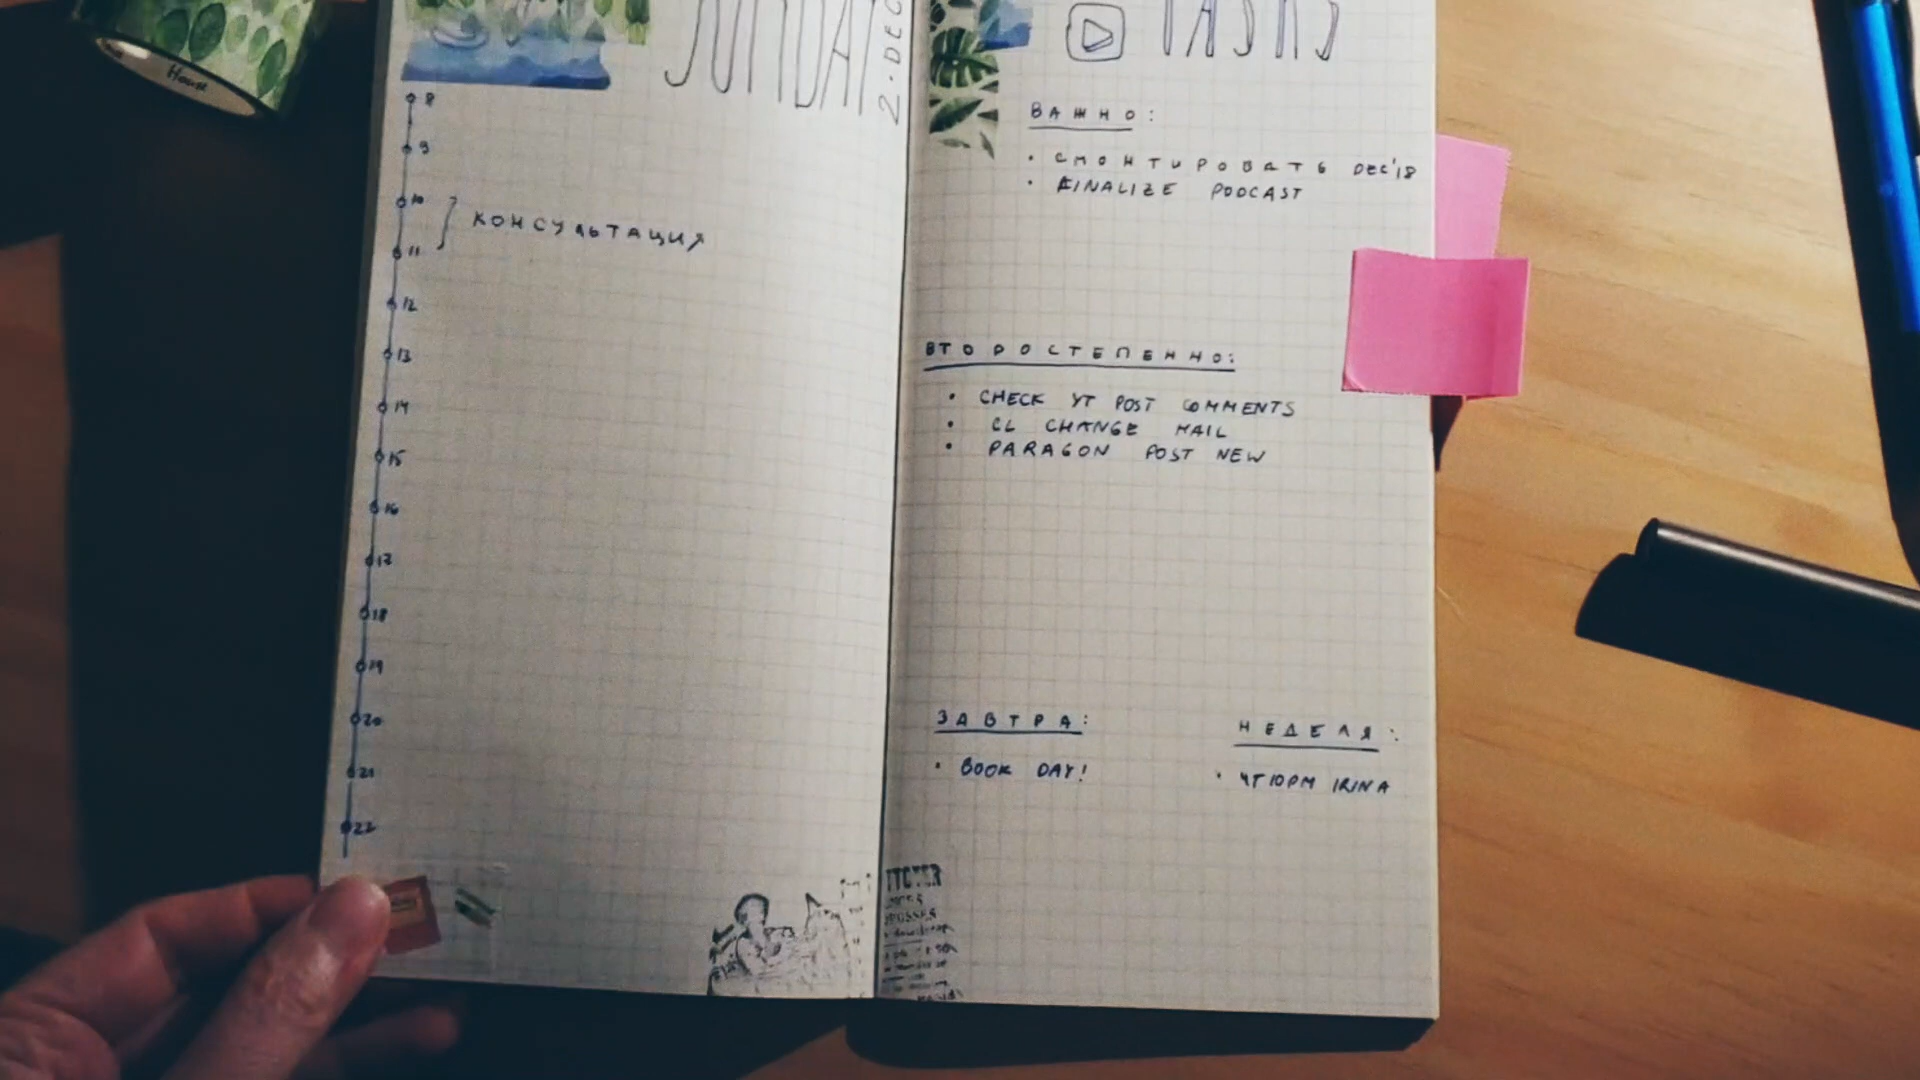 House
SUNDAY
2.DEC
8
9
10
КОНСУЛЬТАЦИЯ
11
12
13
14
15
16
17
18
19
20
21
22
TASKS
ВАЖНО:
• СМОНТИРОВАТЬ DEC'18
• FINALIZE PODCAST
ВТОРОСТЕПЕННО:
• CHECK YT POST COMMENTS
• CL CHANGE MAIL
• PARAGON POST NEW
ЗАВТРА:
• BOOK DAY!
НЕДЕЛЯ:
• IRINA